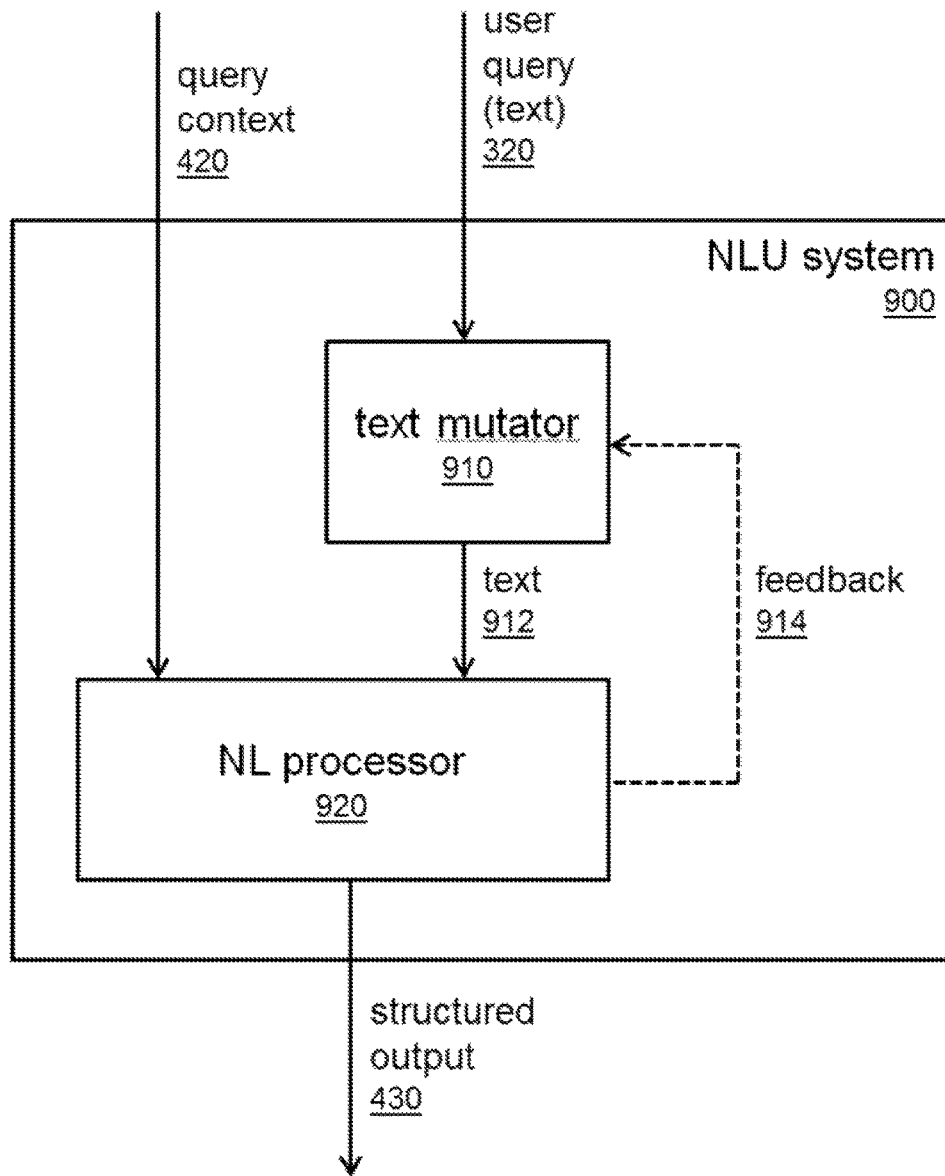 query
context
420
user
query
(text)
320
NLU system
900
text mutator
910
text
912
feedback
914
NL processor
920
structured
output
430